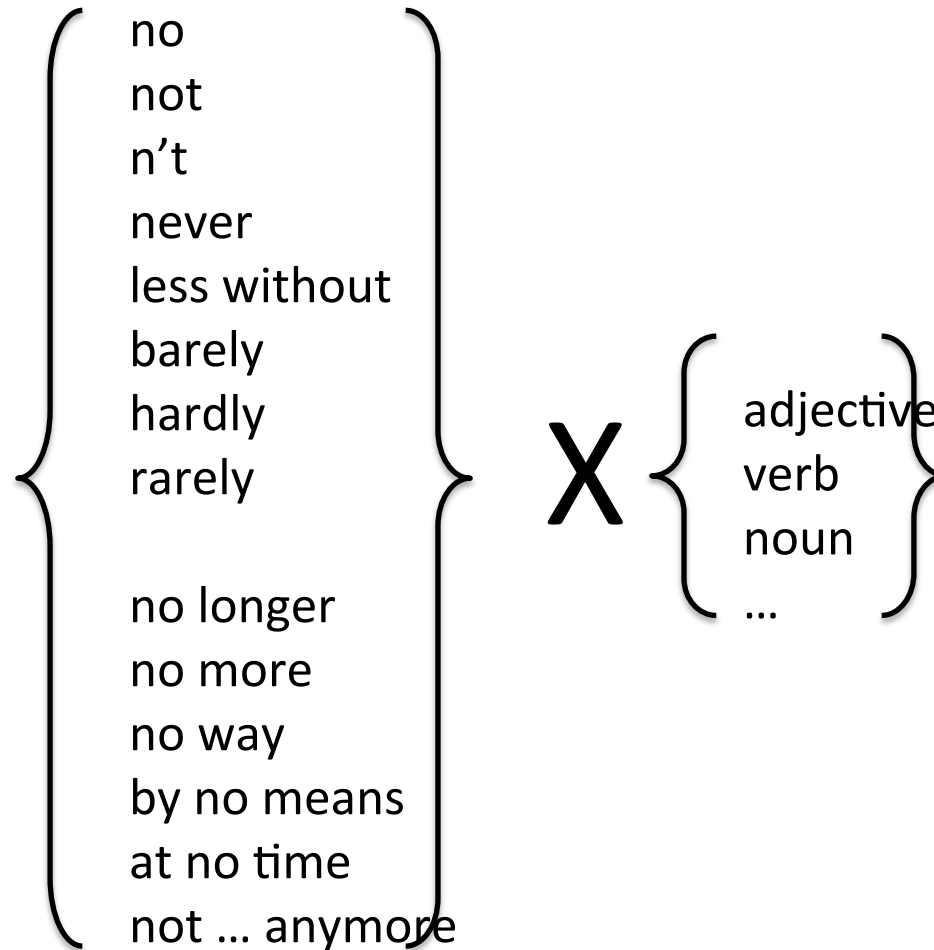 no
not
n’t
never
less without
barely
hardly
rarely
no longer
no more
no way
by no means
at no time
not ... anymore
X
adjective
verb
noun
...